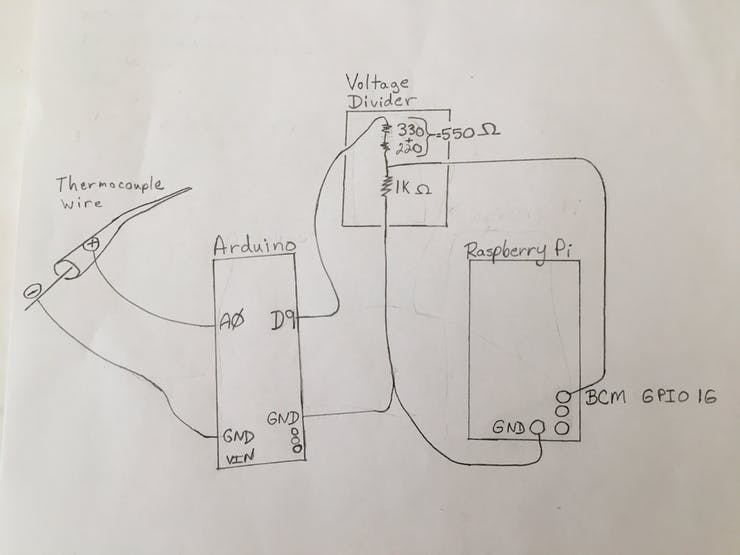 Voltage
Divider
330
+
220
=550 Ω
1K Ω
Thermocouple
wire
+
-
Arduino
A0
D9
GND
GND
VIN
Raspberry Pi
BCM GPIO 16
GND